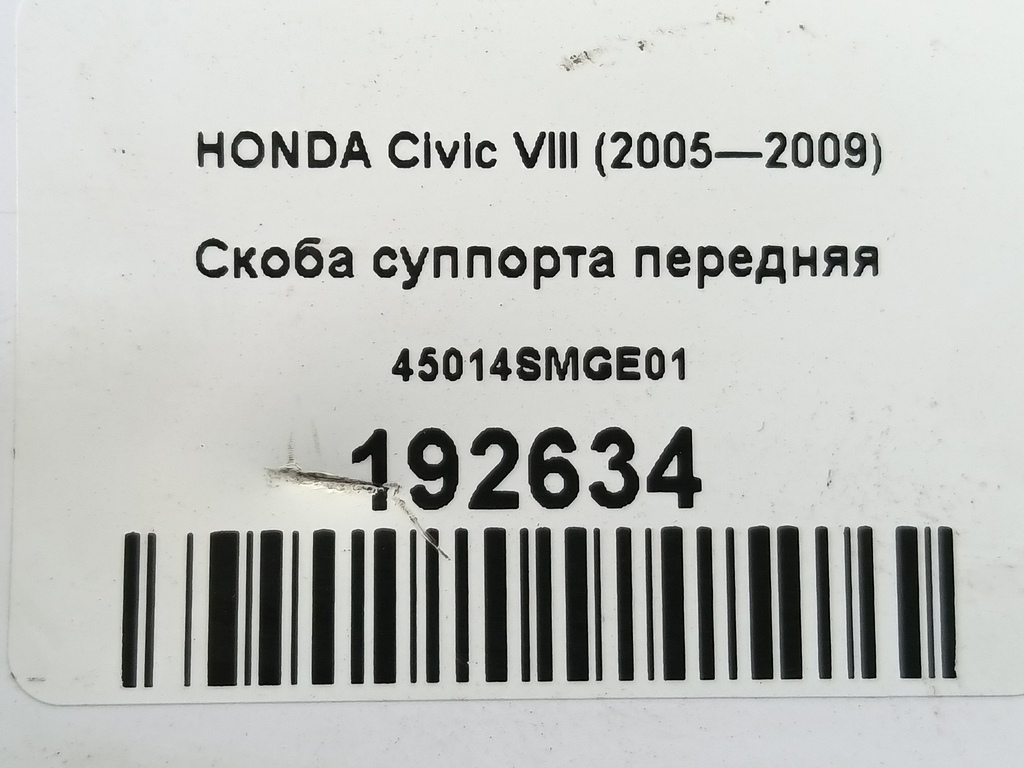 HONDA Civic VIII (2005—2009)
Скоба суппорта передняя
45014SMGE01
192634